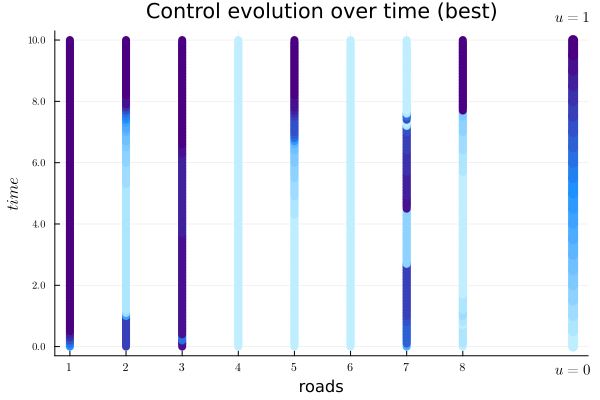 Control evolution over time (best)
u = 1
10.0
8.0
6.0
time
4.0
2.0
0.0
1 2 3 4 5 6 7 8
u = 0
roads